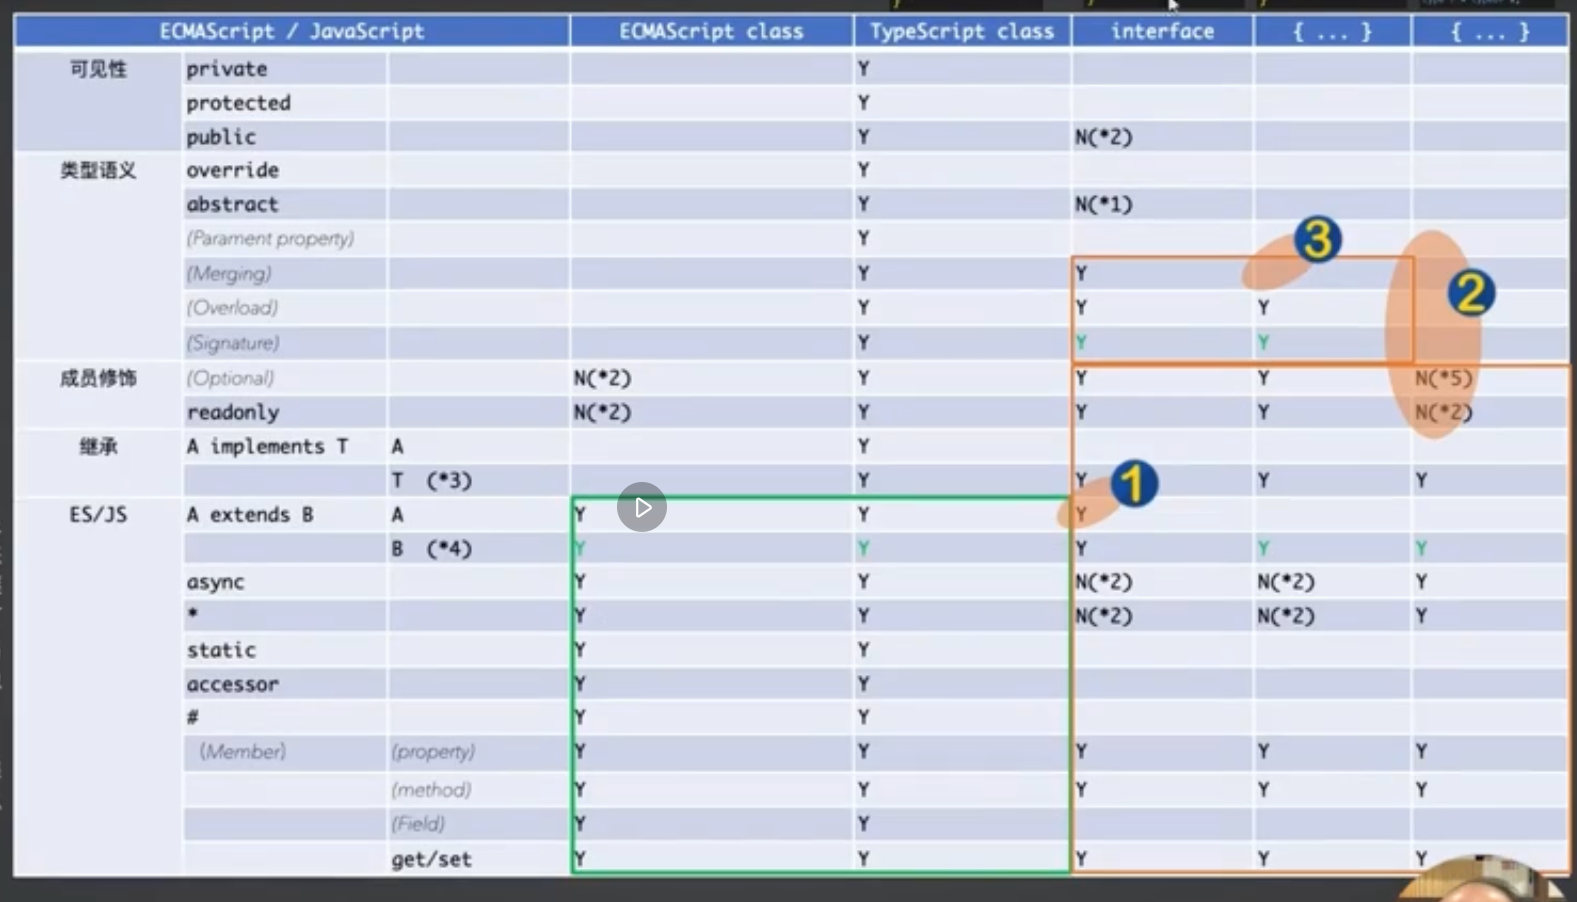 ECMAScript / JavaScript ECMAScript class TypeScript class interface { ... } { ... }
可见性 private Y
protected Y
public Y N(*2)
类型语义 override Y
abstract Y N(*1)
(Parament property) Y
3
(Merging) Y Y
2
(Overload) Y Y Y
(Signature) Y Y Y
成员修饰 (Optional) N(*2) Y Y Y N(*5)
readonly N(*2) Y Y Y N(*2)
继承 A implements T A Y
T (*3) Y Y Y Y
1
ES/JS A extends B A Y Y Y
B (*4) Y Y Y Y Y
async Y Y N(*2) N(*2) Y
* Y Y N(*2) N(*2) Y
static Y Y
accessor Y Y
# Y Y
(Member) (property) Y Y Y Y Y
(method) Y Y Y Y Y
(Field) Y Y
get/set Y Y Y Y Y